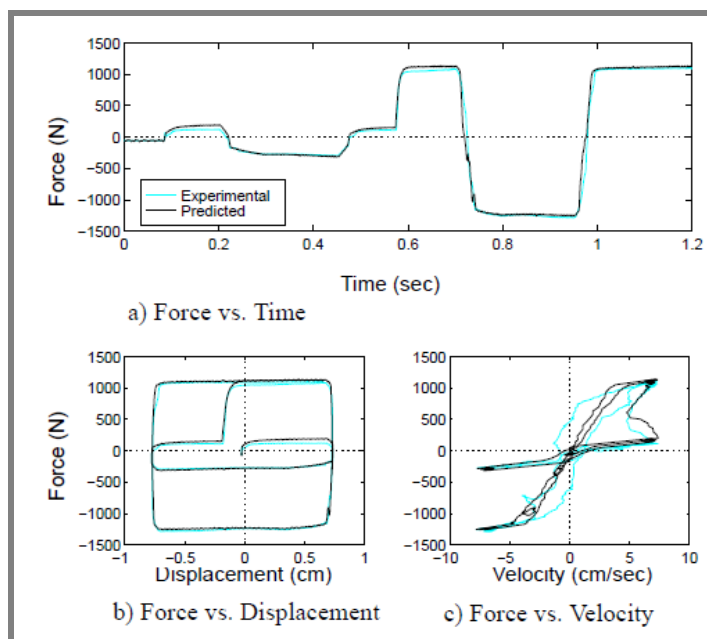 1500
1000
500
0
−500
−1000
−1500
Force (N)
Experimental
Predicted
0 0.2 0.4 0.6 0.8 1 1.2
Time (sec)
a) Force vs. Time
1500
1000
500
0
−500
−1000
−1500
Force (N)
−1 −0.5 0 0.5 1
Displacement (cm)
b) Force vs. Displacement
1500
1000
500
0
−500
−1000
−1500
−10 −5 0 5 10
Velocity (cm/sec)
c) Force vs. Velocity